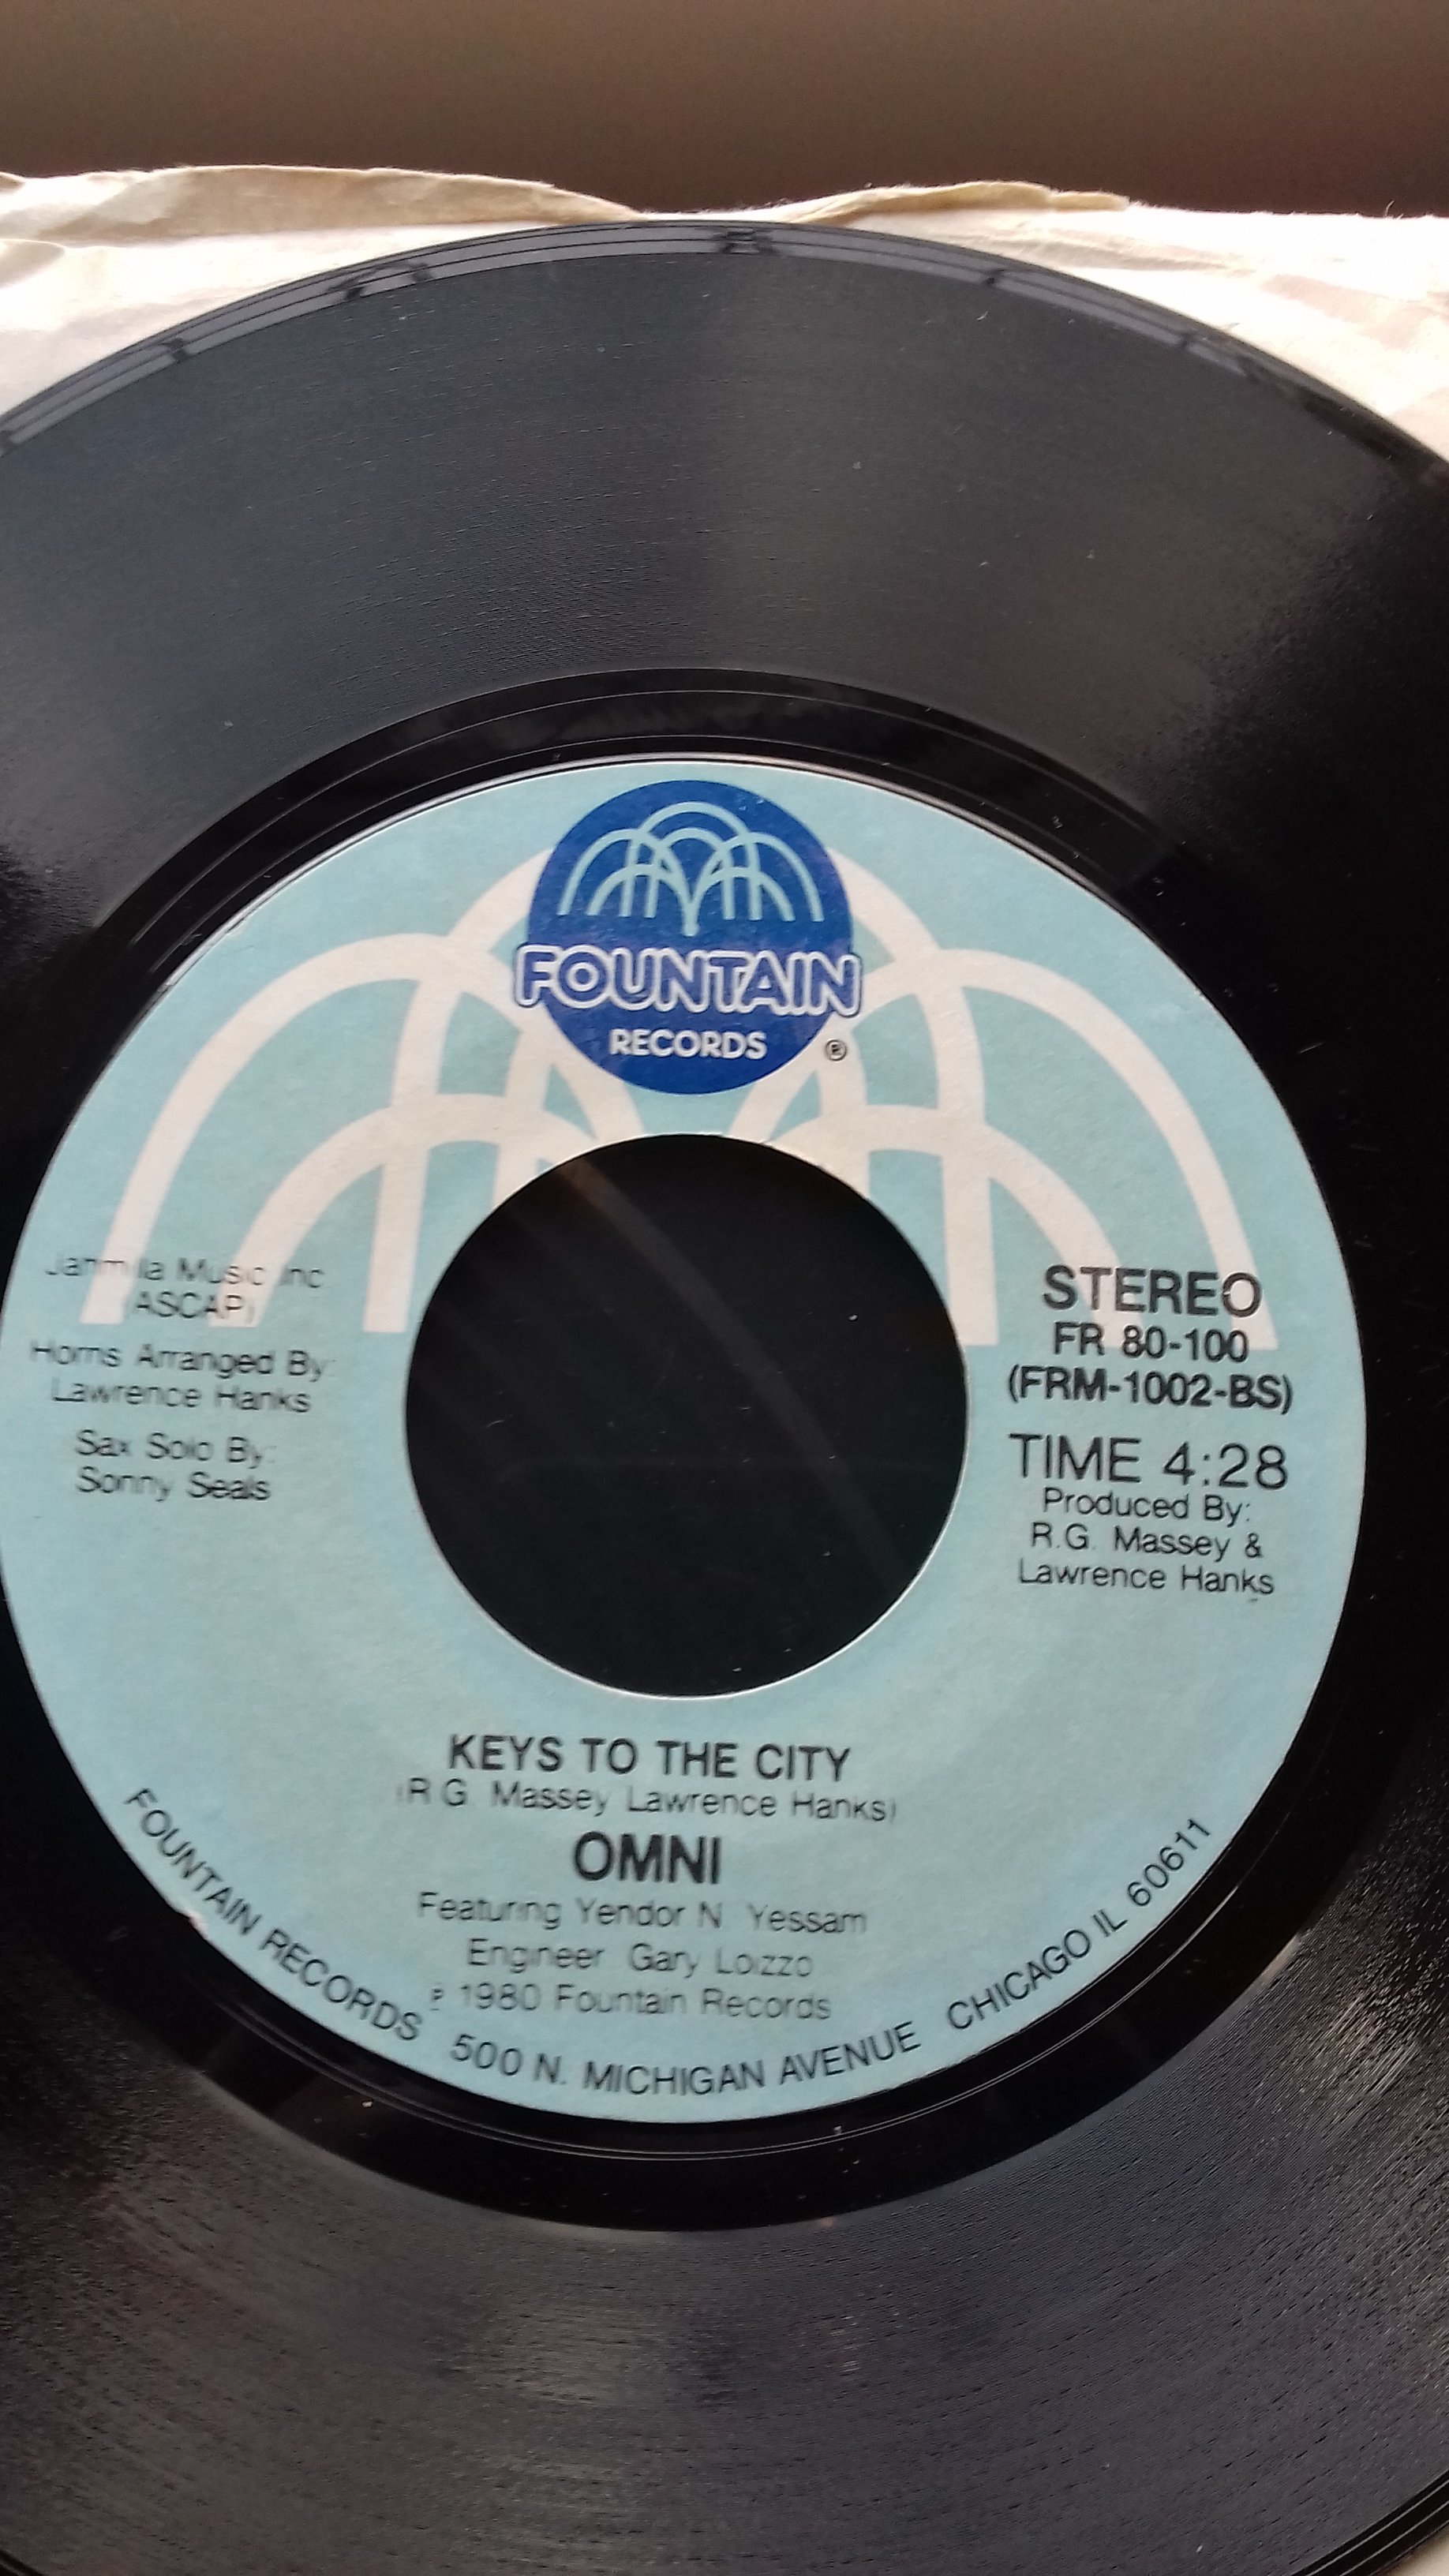 FOUNTAIN
RECORDS ®
Music Inc
(ASCAP)
Horns Arranged By:
Lawrence Hanks
Sax Solo By:
Sonny Seals
STEREO
FR 80-100
(FRM-1002-BS)
TIME 4:28
Produced By:
R.G. Massey &
Lawrence Hanks
KEYS TO THE CITY
(R.G. Massey Lawrence Hanks)
OMNI
Featuring Yendor N. Yessam
Engineer Gary Loizzo
℗ 1980 Fountain Records
FOUNTAIN RECORDS 500 N. MICHIGAN AVENUE CHICAGO IL 60611